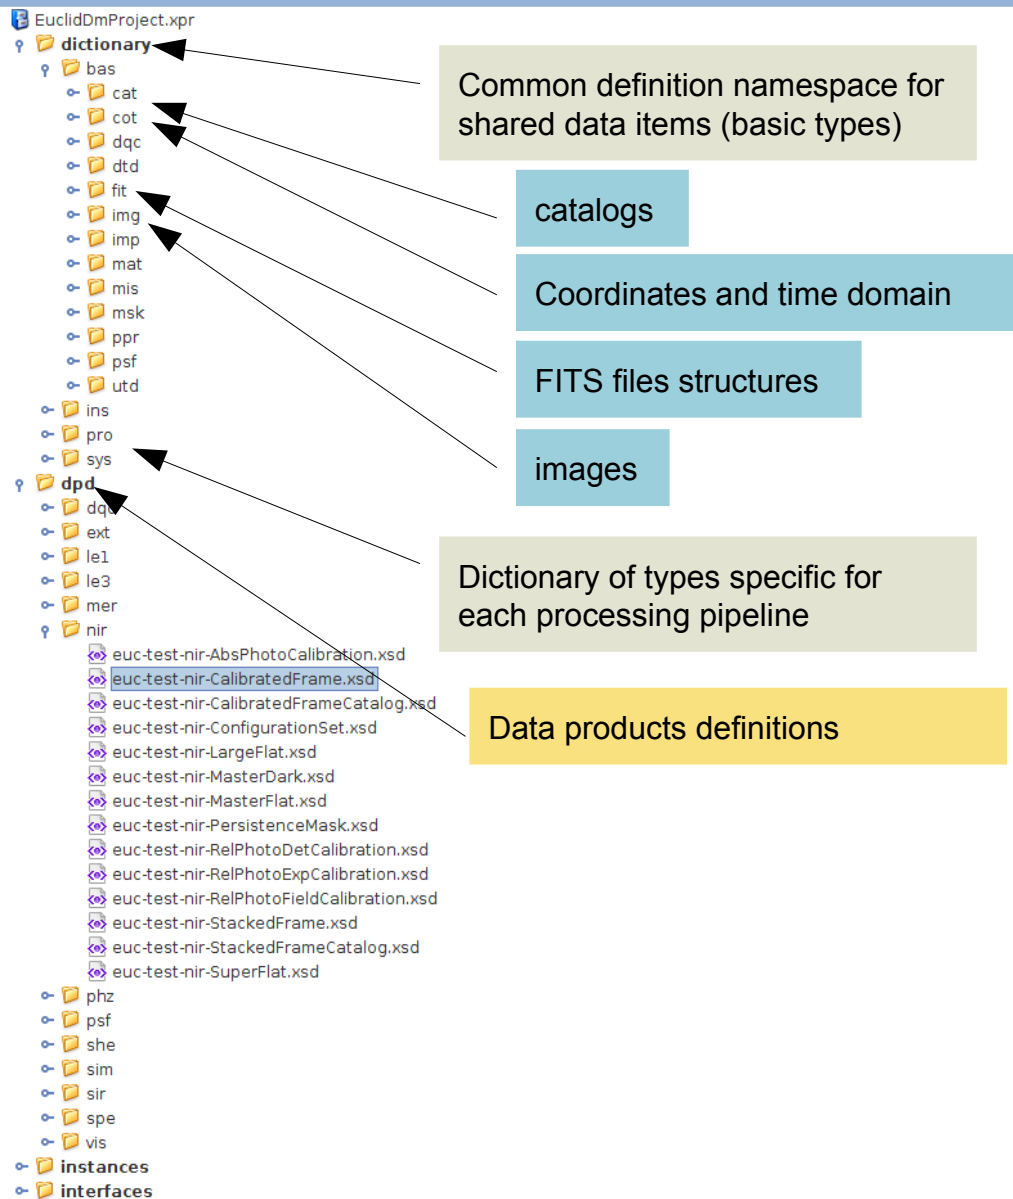 EuclidDmProject.xpr
dictionary
bas
cat
cot
dqc
dtd
fit
img
imp
mat
mis
msk
ppr
psf
utd
ins
pro
sys
dpd
dqc
ext
le1
le3
mer
nir
euc-test-nir-AbsPhotoCalibration.xsd
euc-test-nir-CalibratedFrame.xsd
euc-test-nir-CalibratedFrameCatalog.xsd
euc-test-nir-ConfigurationSet.xsd
euc-test-nir-LargeFlat.xsd
euc-test-nir-MasterDark.xsd
euc-test-nir-MasterFlat.xsd
euc-test-nir-PersistenceMask.xsd
euc-test-nir-RelPhotoDetCalibration.xsd
euc-test-nir-RelPhotoExpCalibration.xsd
euc-test-nir-RelPhotoFieldCalibration.xsd
euc-test-nir-StackedFrame.xsd
euc-test-nir-StackedFrameCatalog.xsd
euc-test-nir-SuperFlat.xsd
phz
psf
she
sim
sir
spe
vis
instances
interfaces
Common definition namespace for
shared data items (basic types)
catalogs
Coordinates and time domain
FITS files structures
images
Dictionary of types specific for
each processing pipeline
Data products definitions